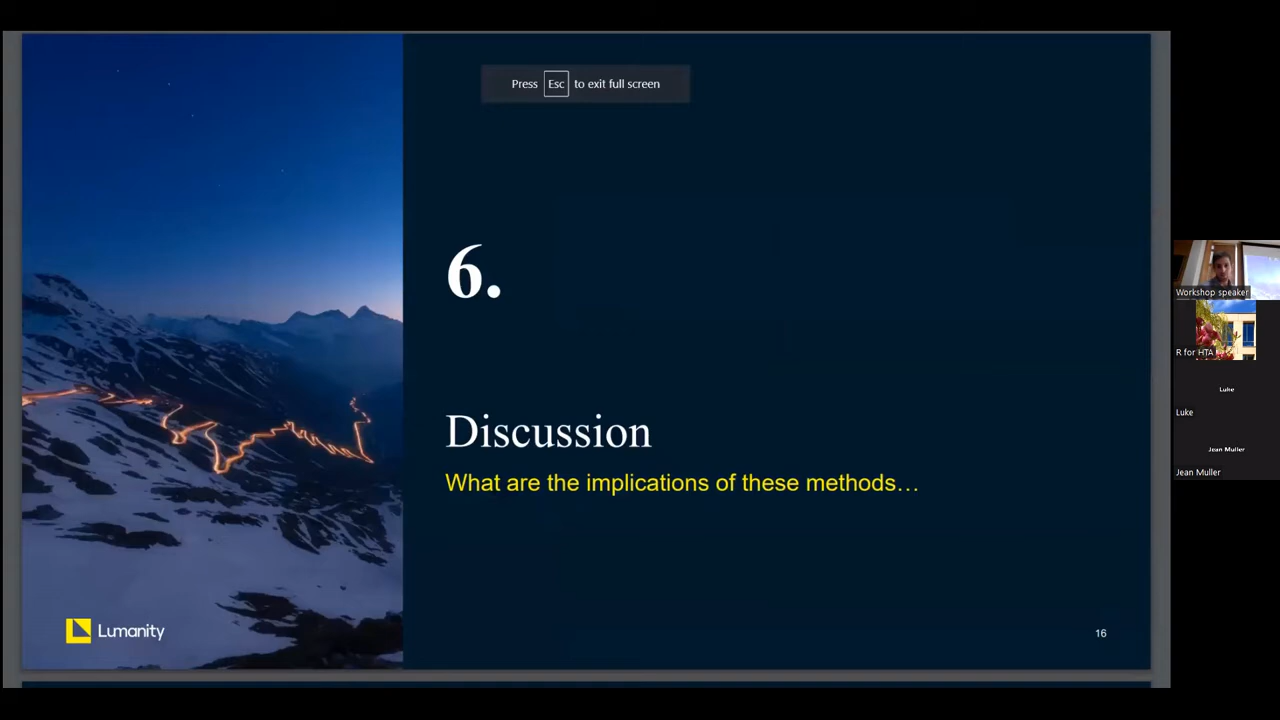 Press Esc to exit full screen
6.
Discussion
What are the implications of these methods…
Lumanity
16
Workshop speaker
R for HTA
Luke
Luke
Jean Muller
Jean Muller